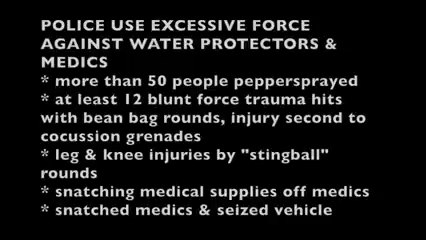 POLICE USE EXCESSIVE FORCE
AGAINST WATER PROTECTORS &
MEDICS
* more than 50 people peppersprayed
* at least 12 blunt force trauma hits
with bean bag rounds, injury second to
cocussion grenades
* leg & knee injuries by "stingball"
rounds
* snatching medical supplies off medics
* snatched medics & seized vehicle